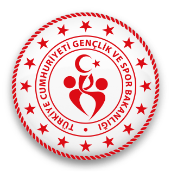 TÜRKİYE CUMHURİYETİ GENÇLİK VE SPOR BAKANLIĞI